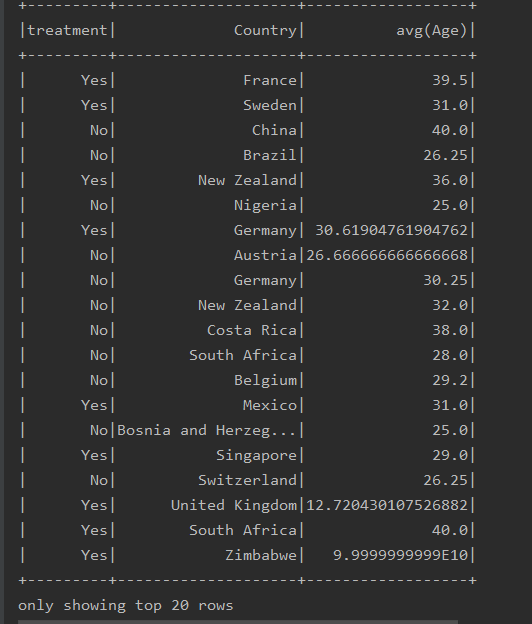 +---------+--------------------+------------------+
|treatment|             Country|          avg(Age)|
+---------+--------------------+------------------+
|      Yes|              France|              39.5|
|      Yes|              Sweden|              31.0|
|       No|               China|              40.0|
|       No|              Brazil|             26.25|
|      Yes|         New Zealand|              36.0|
|       No|             Nigeria|              25.0|
|      Yes|             Germany| 30.61904761904762|
|       No|             Austria|26.666666666666668|
|       No|             Germany|             30.25|
|       No|         New Zealand|              32.0|
|       No|          Costa Rica|              38.0|
|       No|        South Africa|              28.0|
|       No|             Belgium|              29.2|
|      Yes|              Mexico|              31.0|
|       No|Bosnia and Herzeg...|              25.0|
|      Yes|           Singapore|              29.0|
|       No|         Switzerland|             26.25|
|      Yes|      United Kingdom|12.720430107526882|
|      Yes|        South Africa|              40.0|
|      Yes|            Zimbabwe|   9.9999999999E10|
+---------+--------------------+------------------+
only showing top 20 rows